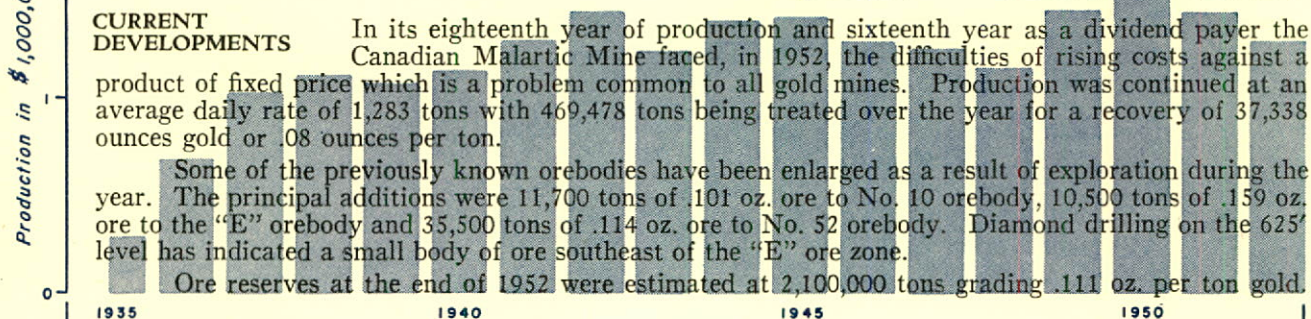 CURRENT
DEVELOPMENTS
In its eighteenth year of production and sixteenth year as a dividend payer the
Canadian Malartic Mine faced, in 1952, the difficulties of rising costs against a
product of fixed price which is a problem common to all gold mines. Production was continued at an
average daily rate of 1,283 tons with 469,478 tons being treated over the year for a recovery of 37,338
ounces gold or .08 ounces per ton.
Some of the previously known orebodies have been enlarged as a result of exploration during the
year. The principal additions were 11,700 tons of .101 oz. ore to No. 10 orebody, 10,500 tons of .159 oz.
ore to the “E” orebody and 35,500 tons of .114 oz. ore to No. 52 orebody. Diamond drilling on the 625′
level has indicated a small body of ore southeast of the “E” ore zone.
Ore reserves at the end of 1952 were estimated at 2,100,000 tons grading .111 oz. per ton gold.
Production in $ 1,000,0
1
0
1935 1940 1945 1950